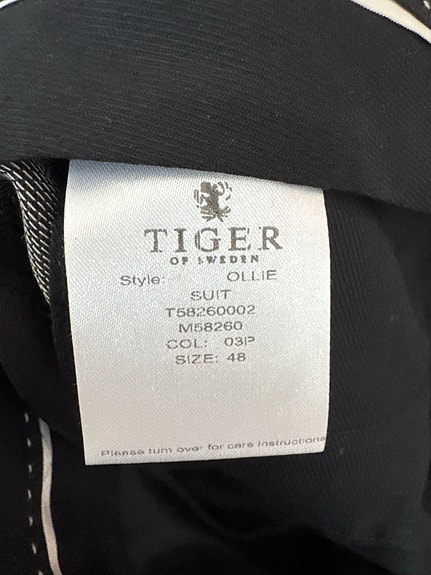 TIGER
OF SWEDEN
Style: OLLIE
SUIT
T58260002
M58260
COL: 03P
SIZE: 48
Please turn over for care instructions